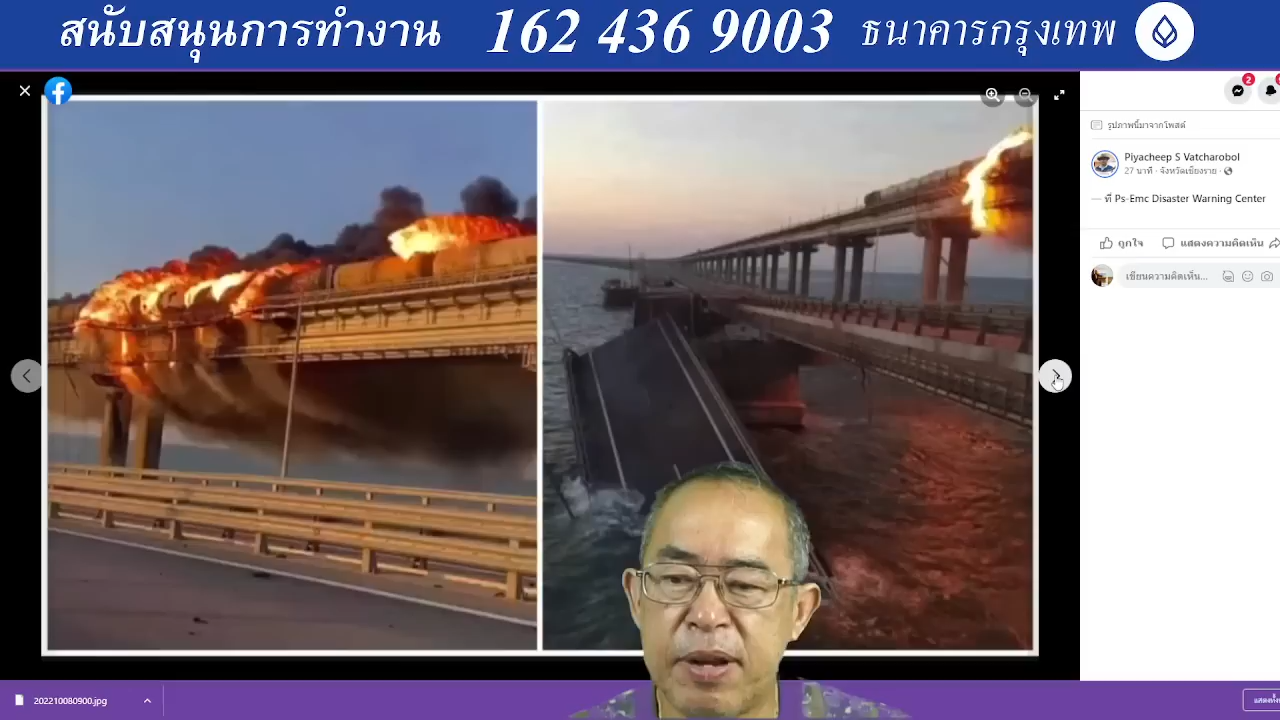 สนับสนุนการทำงาน 162 436 9003 ธนาคารกรุงเทพ
2
รูปภาพนี้มาจากโพสต์
Piyacheep S Vatcharobol
27 นาที · จังหวัดเชียงราย ·
— ที่ Ps-Emc Disaster Warning Center
ถูกใจ แสดงความคิดเห็น
เขียนความคิดเห็น...
202210080900.jpg